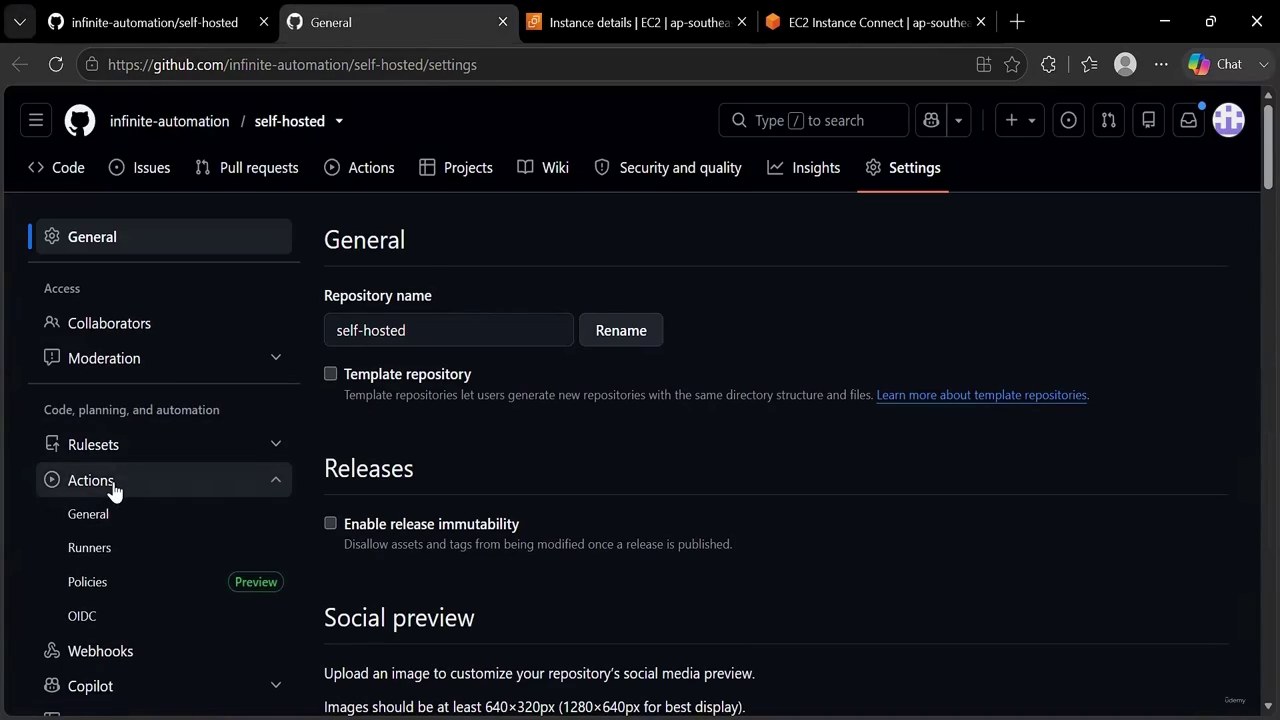 infinite-automation/self-hosted
General
Instance details | EC2 | ap-southea
EC2 Instance Connect | ap-southea
https://github.com/infinite-automation/self-hosted/settings
Chat
infinite-automation / self-hosted
Type / to search
Code
Issues
Pull requests
Actions
Projects
Wiki
Security and quality
Insights
Settings
General
Access
Collaborators
Moderation
Code, planning, and automation
Rulesets
Actions
General
Runners
Policies Preview
OIDC
Webhooks
Copilot
General
Repository name
self-hosted Rename
Template repository
Template repositories let users generate new repositories with the same directory structure and files. Learn more about template repositories.
Releases
Enable release immutability
Disallow assets and tags from being modified once a release is published.
Social preview
Upload an image to customize your repository's social media preview.
Images should be at least 640×320px (1280×640px for best display).
Udemy